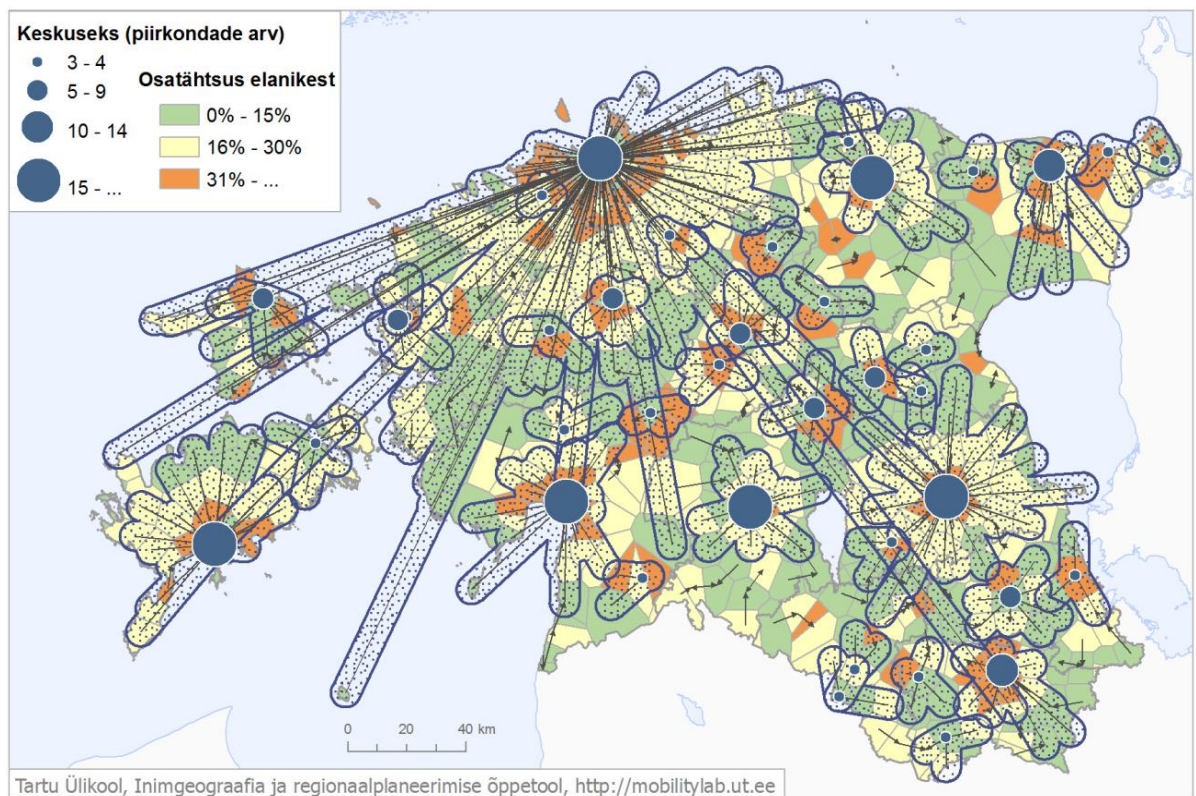 Keskuseks (piirkondade arv)
3 - 4
5 - 9
10 - 14
15 - ...
Osatähtsus elanikest
0% - 15%
16% - 30%
31% - ...
0 20 40 km
Tartu Ülikool, Inimgeograafia ja regionaalplaneerimise õppetool, http://mobilitylab.ut.ee